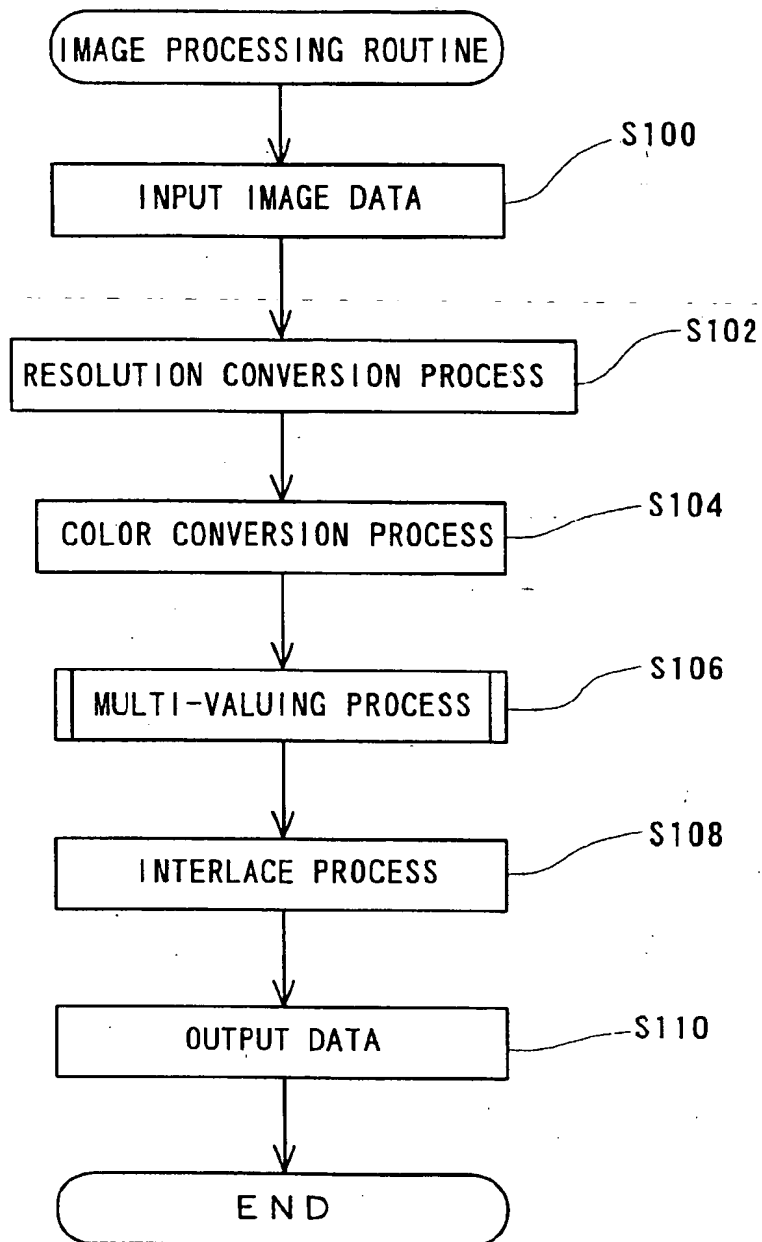 IMAGE PROCESSING ROUTINE
S100
INPUT IMAGE DATA
S102
RESOLUTION CONVERSION PROCESS
S104
COLOR CONVERSION PROCESS
S106
MULTI-VALUING PROCESS
S108
INTERLACE PROCESS
S110
OUTPUT DATA
END